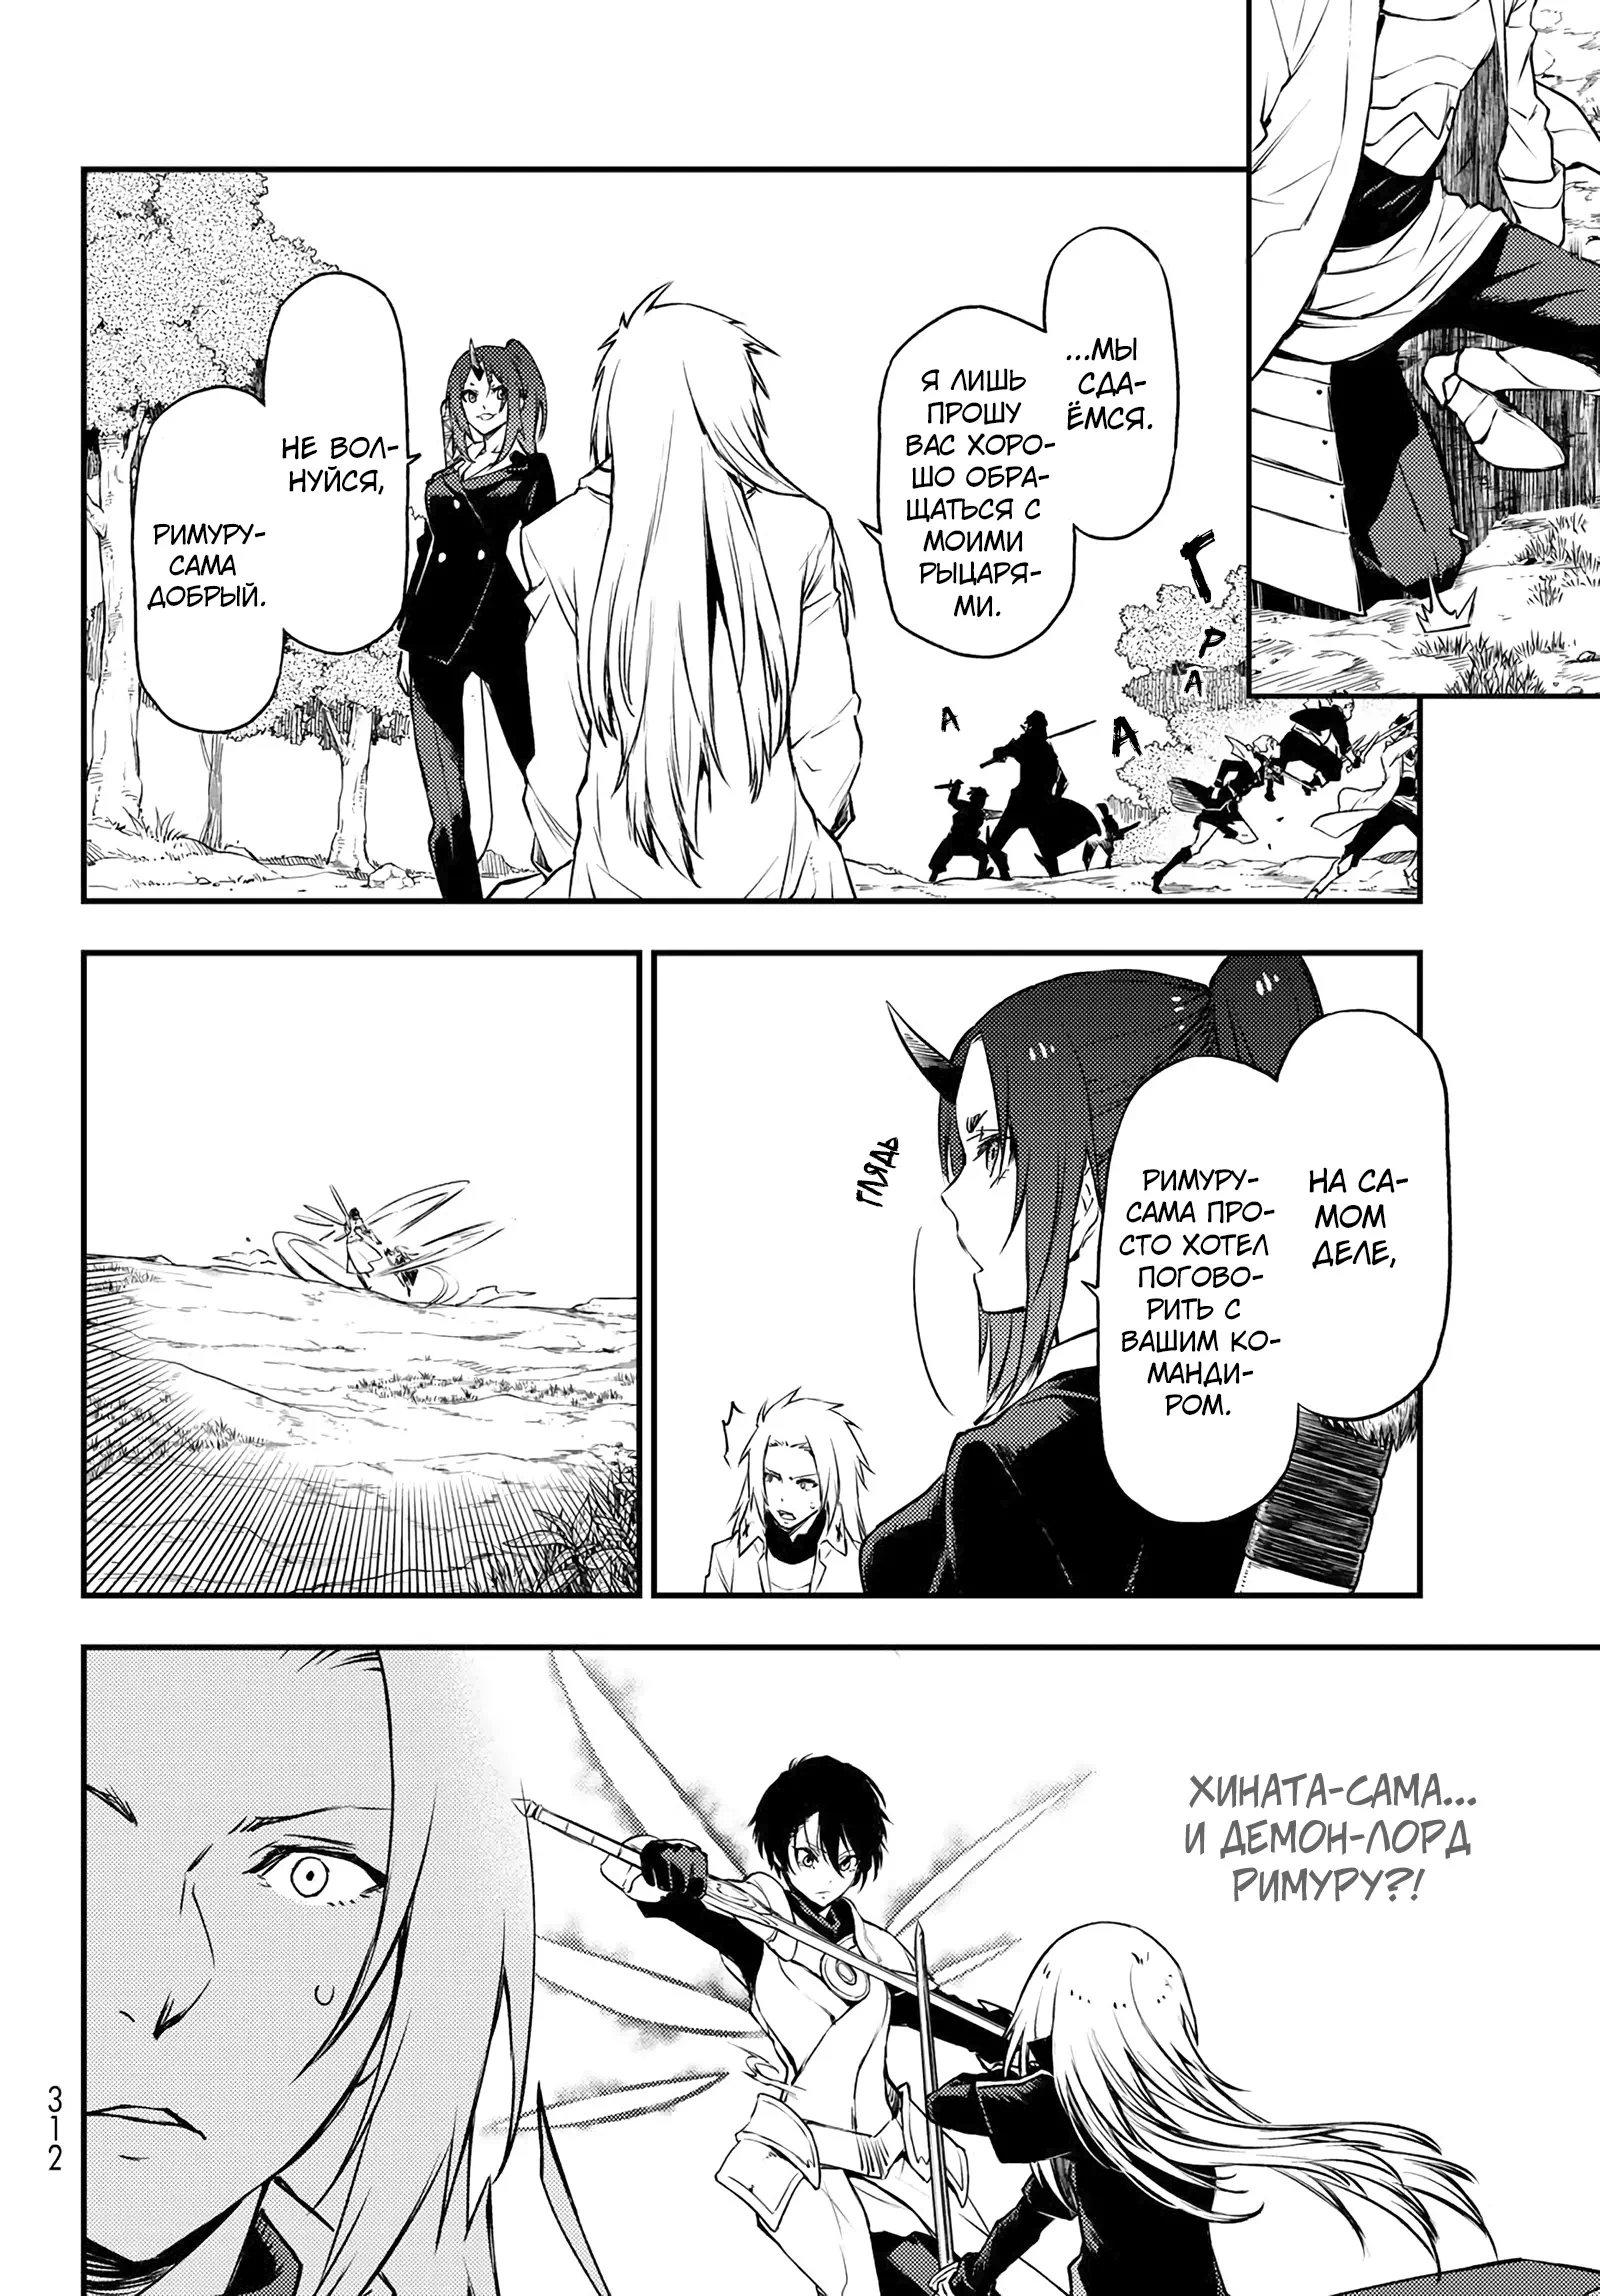 ...МЫ
СДА-
ЁМСЯ.
Я ЛИШЬ
ПРОШУ
ВАС ХОРО-
ШО ОБРА-
ЩАТЬСЯ С
МОИМИ
РЫЦАРЯ-
МИ.
Г
Р
А
А
А
НЕ ВОЛ-
НУЙСЯ,
РИМУРУ-
САМА
ДОБРЫЙ.
НА СА-
МОМ
ДЕЛЕ,
РИМУРУ-
САМА ПРО-
СТО ХОТЕЛ
ПОГОВО-
РИТЬ С
ВАШИМ КО-
МАНДИ-
РОМ.
ГЛЯДЬ
ХИНАТА-САМА...
И ДЕМОН-ЛОРД
РИМУРУ?!
312